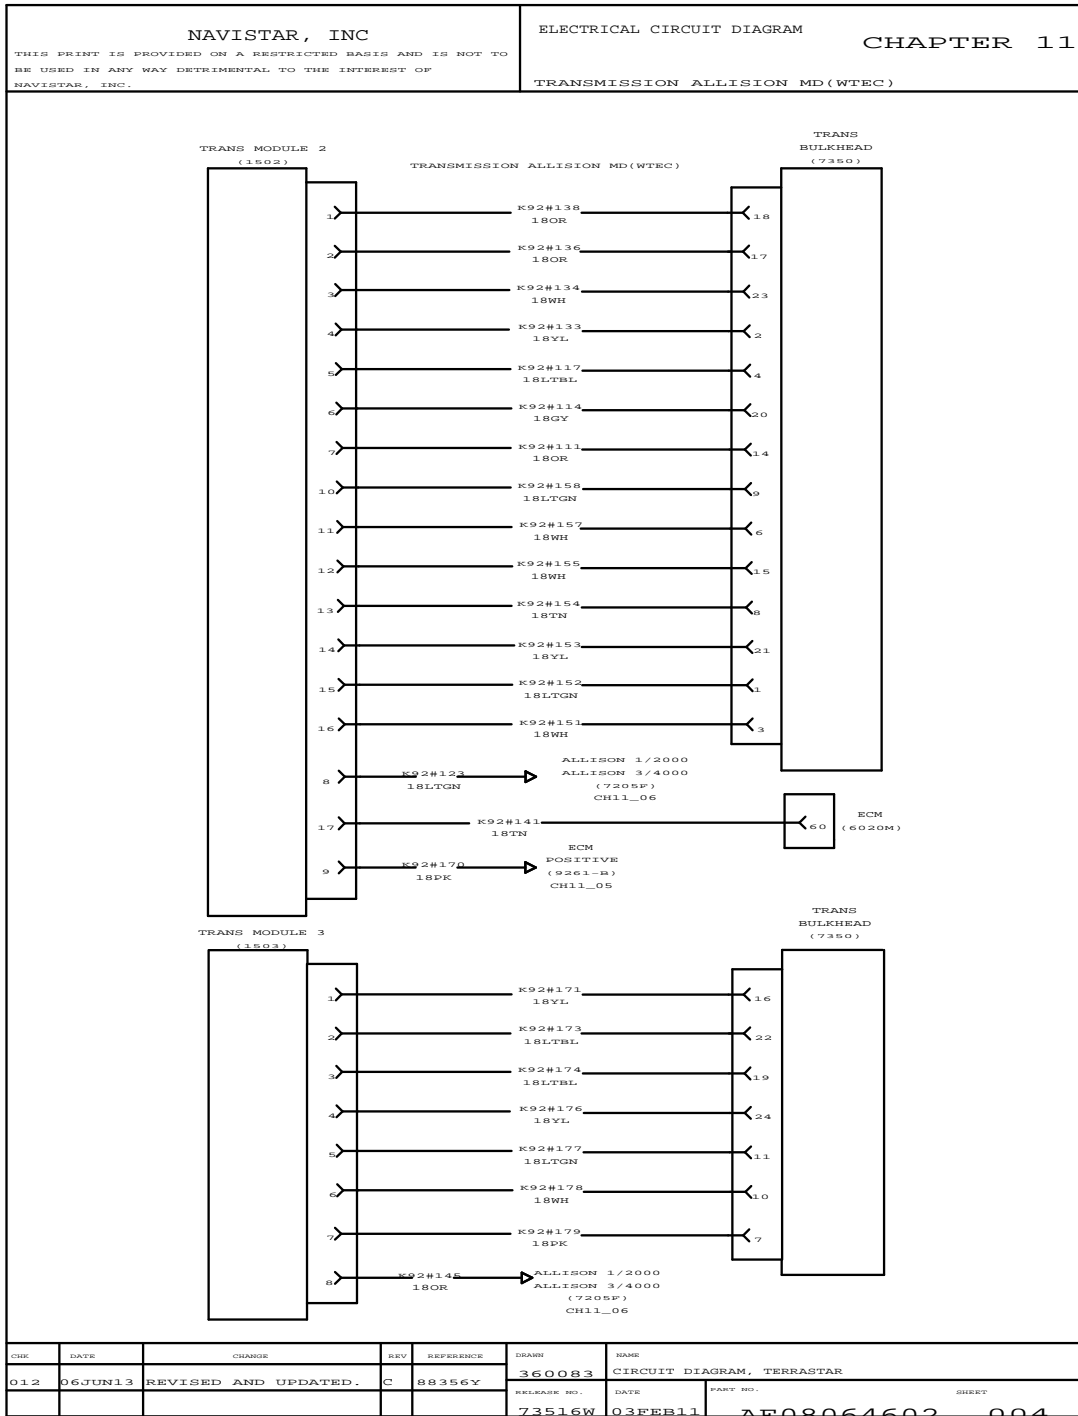 NAVISTAR, INC
THIS PRINT IS PROVIDED ON A RESTRICTED BASIS AND IS NOT TO
BE USED IN ANY WAY DETRIMENTAL TO THE INTEREST OF
NAVISTAR, INC.
ELECTRICAL CIRCUIT DIAGRAM
CHAPTER 11
TRANSMISSION ALLISION MD(WTEC)
TRANS MODULE 2
(1502)
TRANSMISSION ALLISION MD(WTEC)
TRANS
BULKHEAD
(7350)
1 K92#138 18
18OR
2 K92#136 17
18OR
3 K92#134 23
18WH
4 K92#133 2
18YL
5 K92#117 4
18LTBL
6 K92#114 20
18GY
7 K92#111 14
18OR
10 K92#158 9
18LTGN
11 K92#157 6
18WH
12 K92#155 15
18WH
13 K92#154 8
18TN
14 K92#153 21
18YL
15 K92#152 1
18LTGN
16 K92#151 3
18WH
8 K92#123
18LTGN
ALLISON 1/2000
ALLISON 3/4000
(7205F)
CH11_06
17 K92#141 60
18TN
ECM
(6020M)
9 K92#170
18PK
ECM
POSITIVE
(9261-B)
CH11_05
TRANS MODULE 3
(1503)
TRANS
BULKHEAD
(7350)
1 K92#171 16
18YL
2 K92#173 22
18LTBL
3 K92#174 19
18LTBL
4 K92#176 24
18YL
5 K92#177 11
18LTGN
6 K92#178 10
18WH
7 K92#179 7
18PK
8 K92#145
18OR
ALLISON 1/2000
ALLISON 3/4000
(7205F)
CH11_06
CHK DATE CHANGE REV REFERENCE
012 06JUN13 REVISED AND UPDATED. C 88356Y
DRAWN
360083
NAME
CIRCUIT DIAGRAM, TERRASTAR
RELEASE NO.
73516W
DATE
03FEB11
PART NO.
AE08064602
SHEET
004